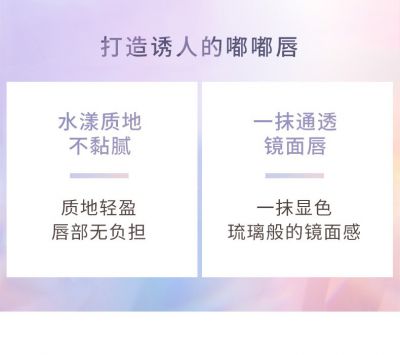 打造诱人的嘟嘟唇
水漾质地
不黏腻
质地轻盈
唇部无负担
一抹通透
镜面唇
一抹显色
琉璃般的镜面感